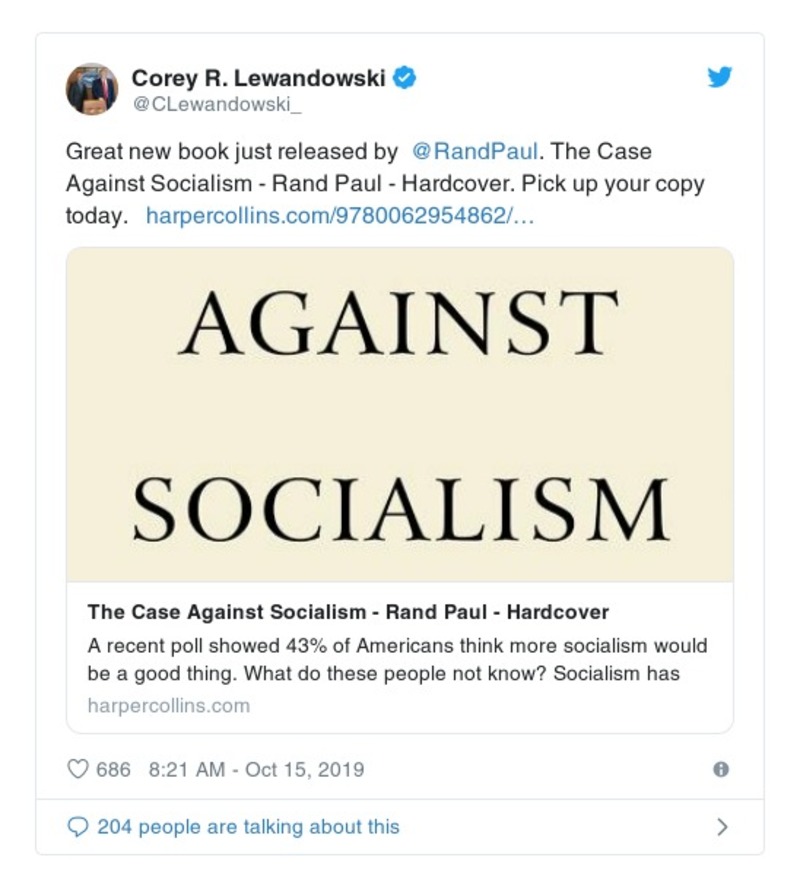 Corey R. Lewandowski
@CLewandowski_
Great new book just released by @RandPaul. The Case
Against Socialism - Rand Paul - Hardcover. Pick up your copy
today. harpercollins.com/9780062954862/…
AGAINST
SOCIALISM
The Case Against Socialism - Rand Paul - Hardcover
A recent poll showed 43% of Americans think more socialism would
be a good thing. What do these people not know? Socialism has
harpercollins.com
686 8:21 AM - Oct 15, 2019
204 people are talking about this